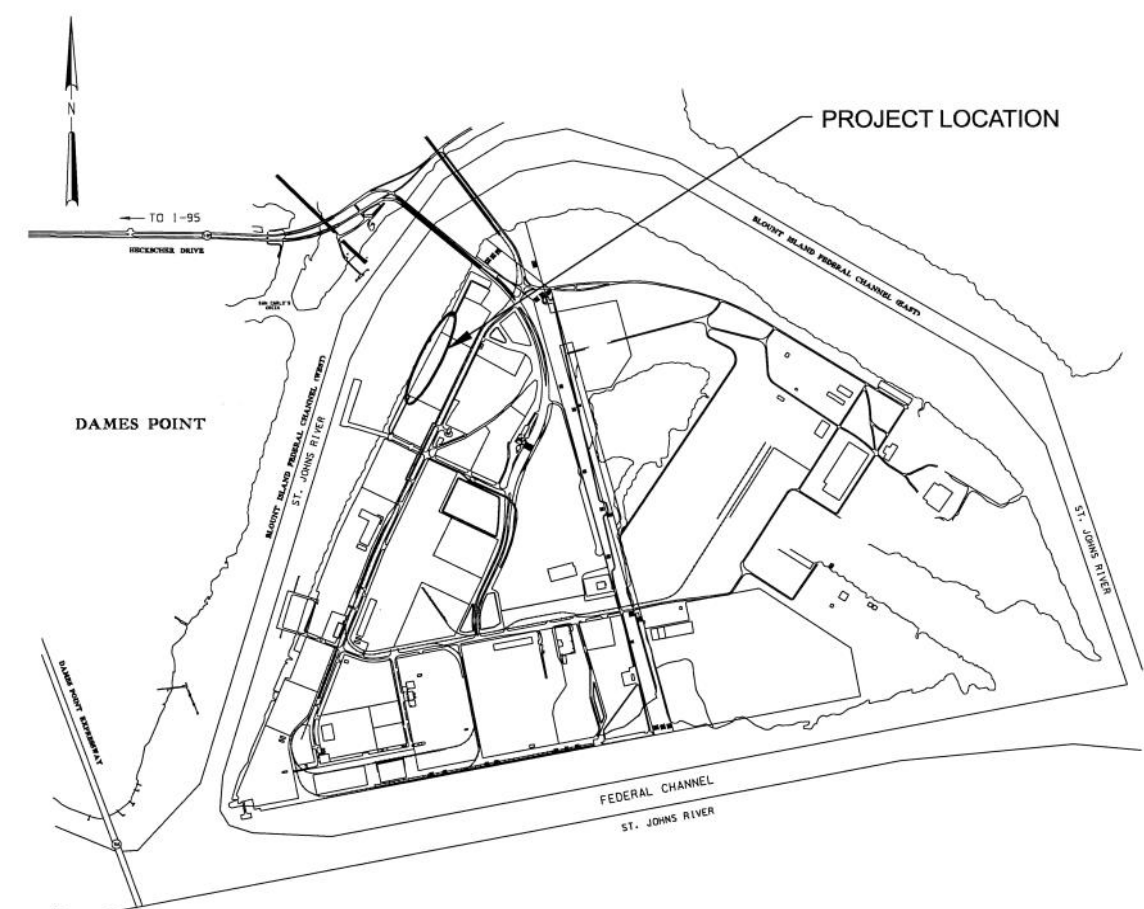 N
PROJECT LOCATION
TO I-95
HECKSCHER DRIVE
BLOUNT ISLAND FEDERAL CHANNEL (EAST)
DAMES POINT
BLOUNT ISLAND FEDERAL CHANNEL (WEST)
ST. JOHNS RIVER
ST. JOHNS RIVER
DAMES POINT EXPRESSWAY
FEDERAL CHANNEL
ST. JOHNS RIVER